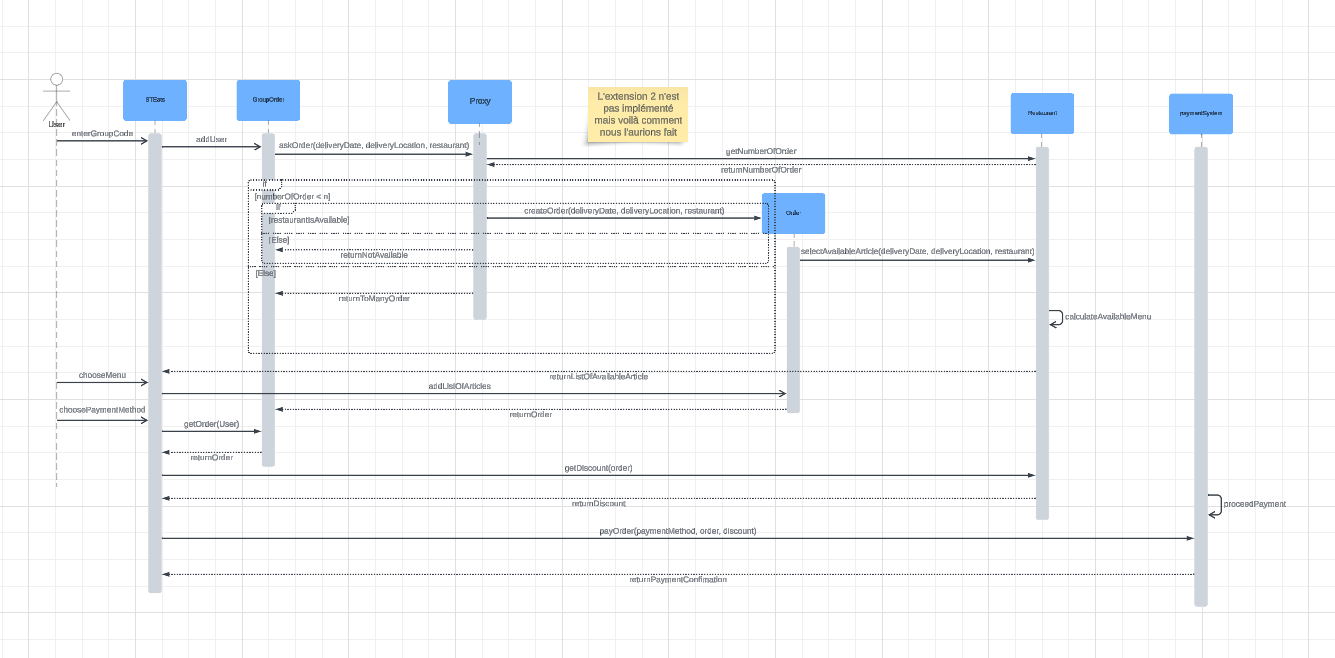 STEats
GroupOrder
Proxy
L'extension 2 n'est
pas implémenté
mais voilà comment
nous l'aurions fait
Restaurant
paymentSystem
User
enterGroupCode
addUser
askOrder(deliveryDate, deliveryLocation, restaurant)
getNumberOfOrder
returnNumberOfOrder
if
[numberOfOrder < n]
if
[restaurantIsAvailable]
createOrder(deliveryDate, deliveryLocation, restaurant)
Order
[Else]
returnNotAvailable
selectAvailableArticle(deliveryDate, deliveryLocation, restaurant)
[Else]
returnToManyOrder
calculateAvailableMenu
returnListOfAvailableArticle
chooseMenu
addListOfArticles
choosePaymentMethod
returnOrder
getOrder(User)
returnOrder
getDiscount(order)
returnDiscount
proceedPayment
payOrder(paymentMethod, order, discount)
returnPaymentConfirmation